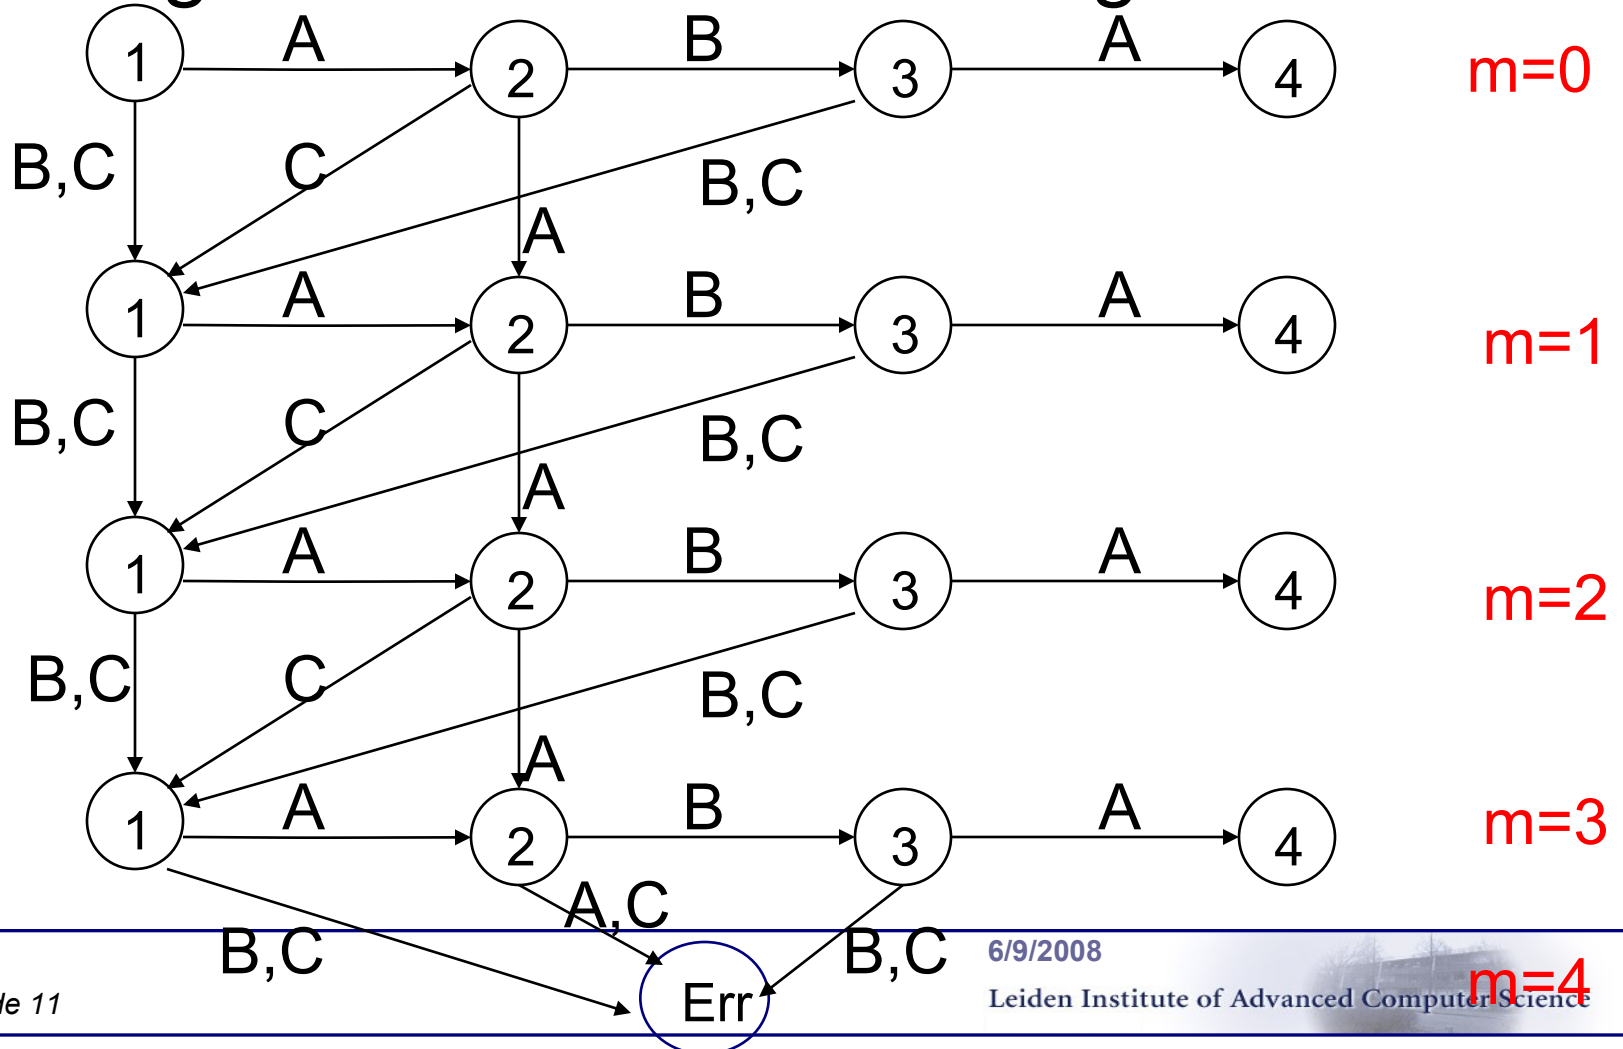 1 A 2 B 3 A 4 m=0
B,C C B,C
A
1 A 2 B 3 A 4 m=1
B,C C B,C
A
1 A 2 B 3 A 4 m=2
B,C C B,C
A
1 A 2 B 3 A 4 m=3
A,C
B,C B,C 6/9/2008
de 11 Err Leiden Institute of Advanced Computer Science m=4